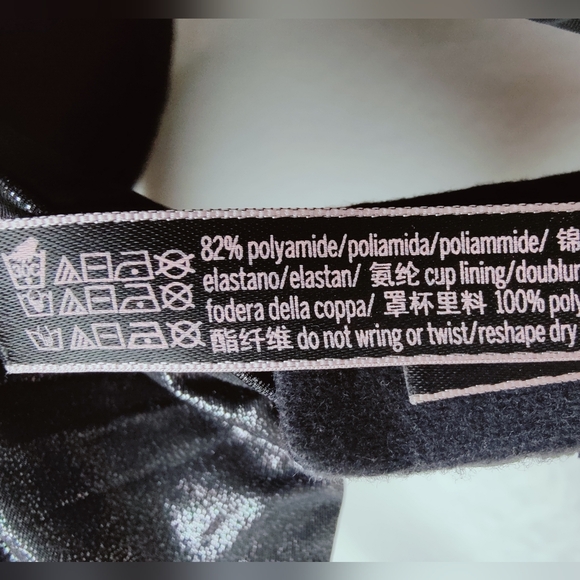 82% polyamide/poliamida/poliammide/ 锦
elastano/elastan/ 氨纶 cup lining/doublur
fodera della coppa/ 罩杯里料 100% poly
酯纤维 do not wring or twist/reshape dry